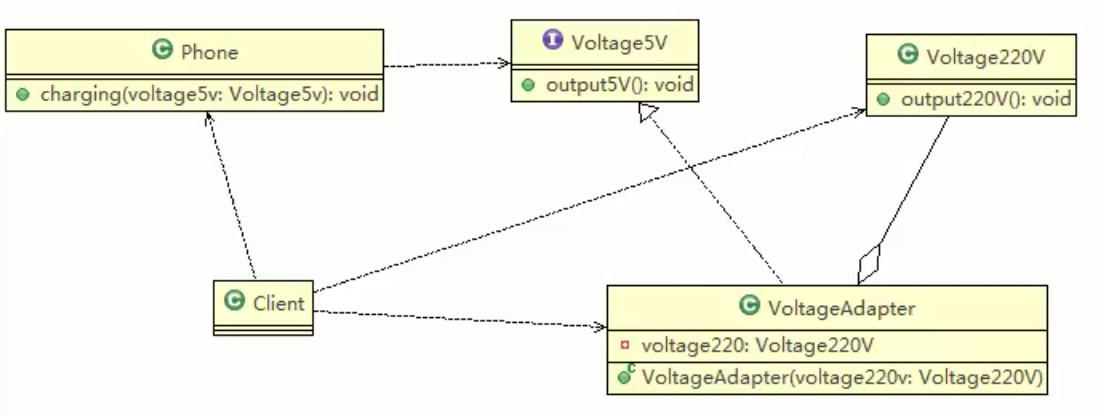 C Phone
charging(voltage5v: Voltage5v): void
I Voltage5V
output5V(): void
C Voltage220V
output220V(): void
C Client
C VoltageAdapter
voltage220: Voltage220V
C VoltageAdapter(voltage220v: Voltage220V)